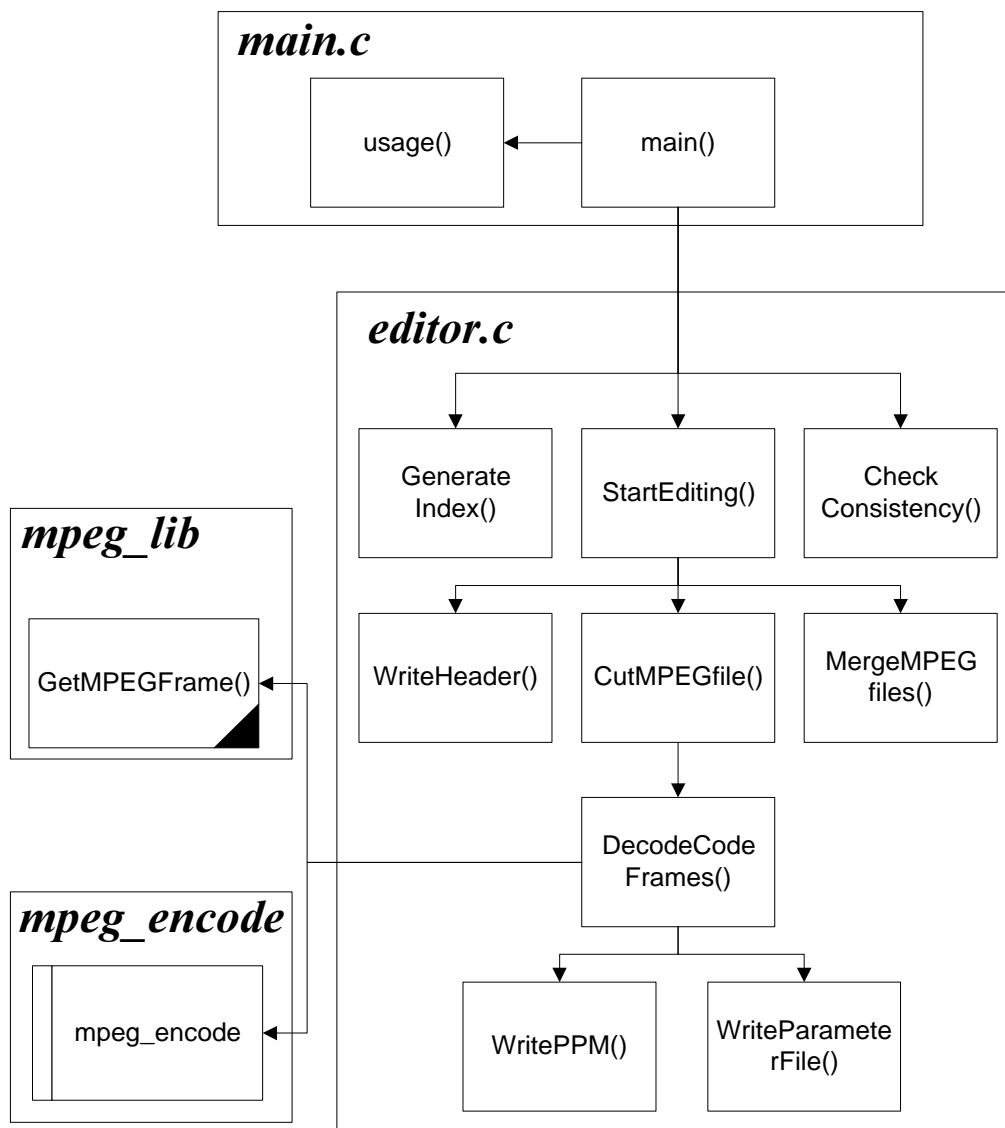 main.c
usage()
main()
editor.c
Generate
Index()
StartEditing()
Check
Consistency()
mpeg_lib
GetMPEGFrame()
WriteHeader()
CutMPEGfile()
MergeMPEG
files()
DecodeCode
Frames()
mpeg_encode
mpeg_encode
WritePPM()
WriteParamete
rFile()